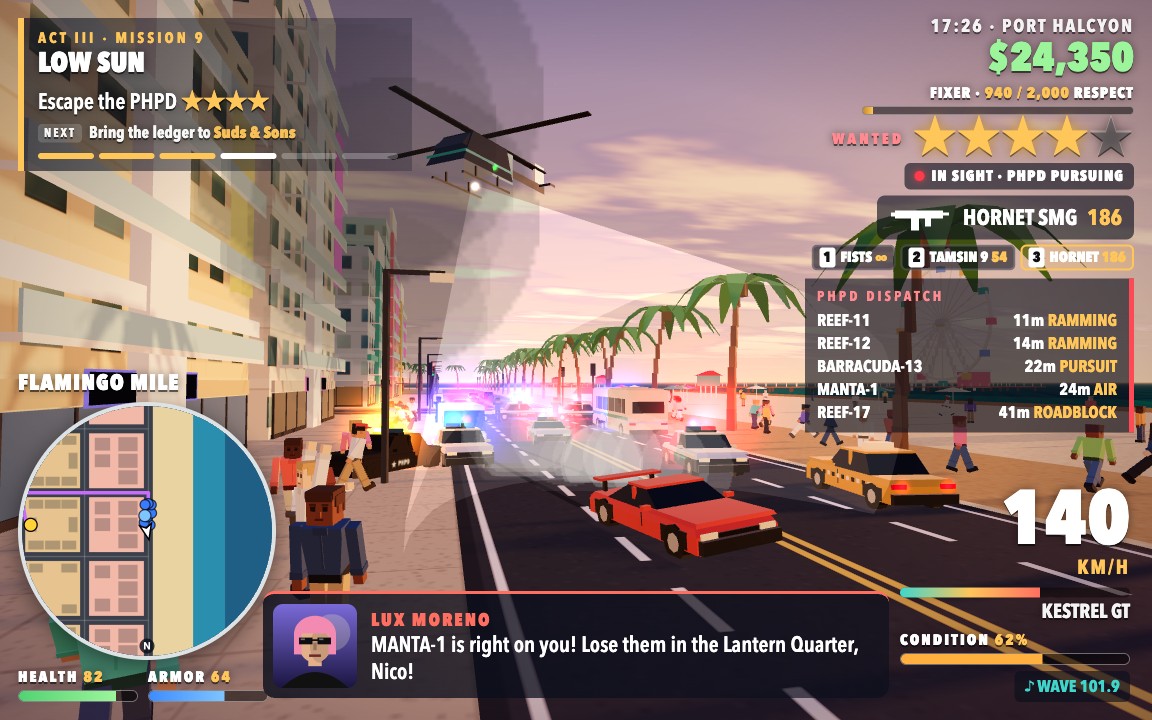 ACT III · MISSION 9
LOW SUN
Escape the PHPD
NEXT Bring the ledger to Suds & Sons
17:26 · PORT HALCYON
$24,350
FIXER · 940 / 2,000 RESPECT
WANTED
IN SIGHT · PHPD PURSUING
HORNET SMG 186
1 FISTS ∞ 2 TAMSIN 9 54 3 HORNET 186
PHPD DISPATCH
REEF-11 11m RAMMING
REEF-12 14m RAMMING
BARRACUDA-13 22m PURSUIT
MANTA-1 24m AIR
REEF-17 41m ROADBLOCK
FLAMINGO MILE
PHPD
N
140
KM/H
KESTREL GT
CONDITION 62%
LUX MORENO
MANTA-1 is right on you! Lose them in the Lantern Quarter,
Nico!
HEALTH 82 ARMOR 64
♪ WAVE 101.9